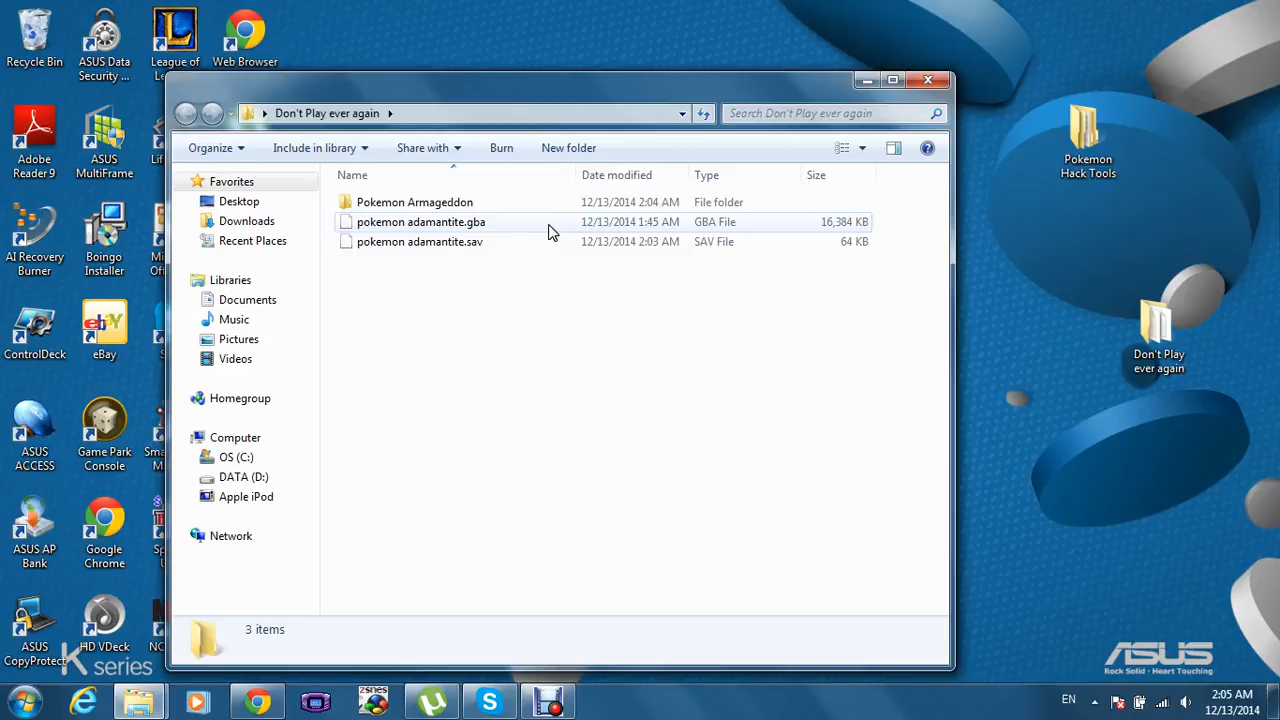 Recycle Bin
ASUS Data
Security ...
League of
Le
Web Browser
Adobe
Reader 9
ASUS
MultiFrame
AI Recovery
Burner
Boingo
Installer
ControlDeck
eBay
ASUS
ACCESS
Game Park
Console
ASUS AP
Bank
Google
Chrome
ASUS
CopyProtect
HD VDeck
K series
Don't Play ever again
Search Don't Play ever again
Organize
Include in library
Share with
Burn
New folder
Favorites
Desktop
Downloads
Recent Places
Libraries
Documents
Music
Pictures
Videos
Homegroup
Computer
OS (C:)
DATA (D:)
Apple iPod
Network
Name Date modified Type Size
Pokemon Armageddon 12/13/2014 2:04 AM File folder
pokemon adamantite.gba 12/13/2014 1:45 AM GBA File 16,384 KB
pokemon adamantite.sav 12/13/2014 2:03 AM SAV File 64 KB
3 items
Pokemon
Hack Tools
Don't Play
ever again
ASUS
Rock Solid · Heart Touching
zsnes
EN
2:05 AM
12/13/2014